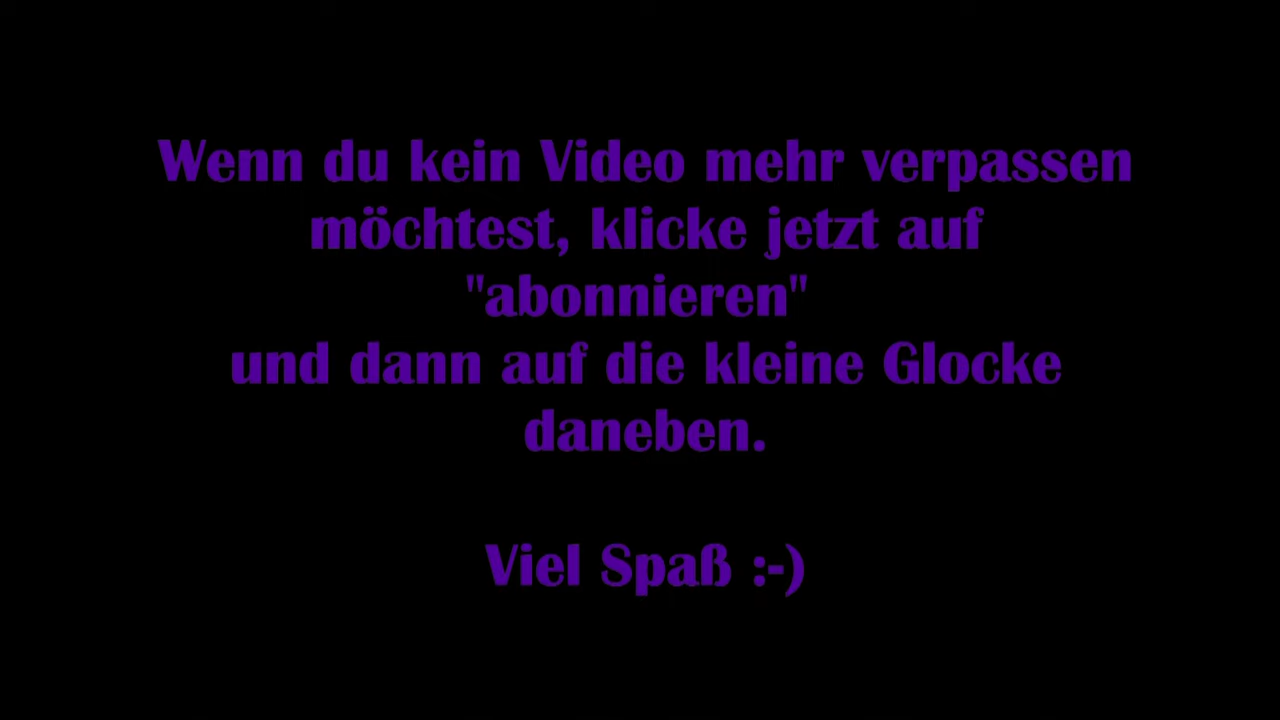 Wenn du kein Video mehr verpassen
möchtest, klicke jetzt auf
"abonnieren"
und dann auf die kleine Glocke
daneben.
Viel Spaß :-)